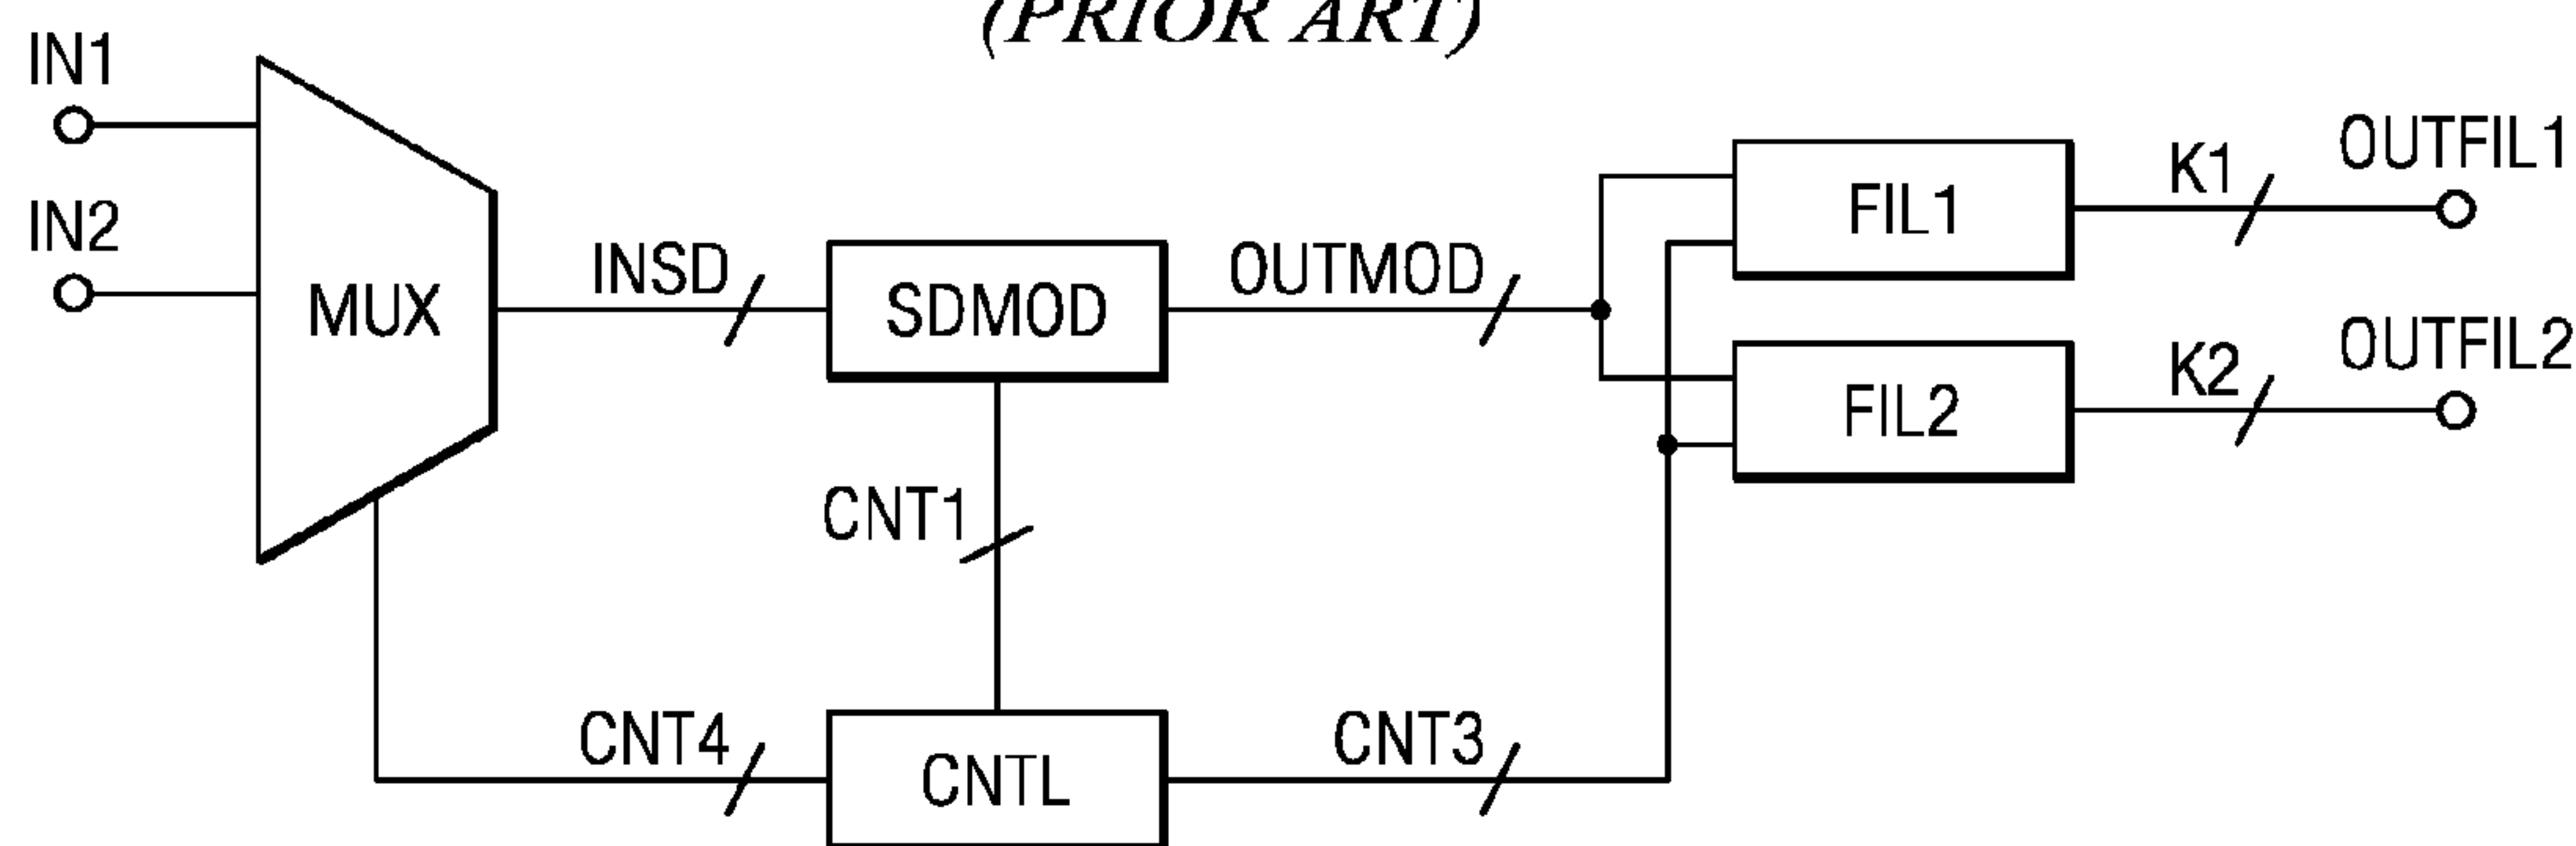 (PRIOR ART)
IN1
IN2
MUX
INSD
SDMOD
OUTMOD
FIL1
K1
OUTFIL1
FIL2
K2
OUTFIL2
CNT1
CNT4
CNTL
CNT3